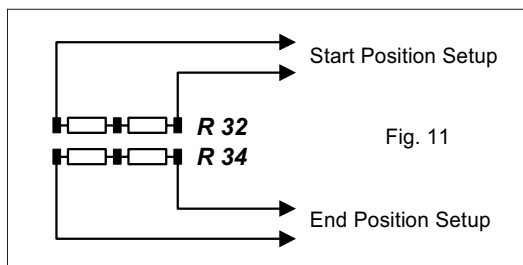 Start Position Setup
R 32
Fig. 11
R 34
End Position Setup